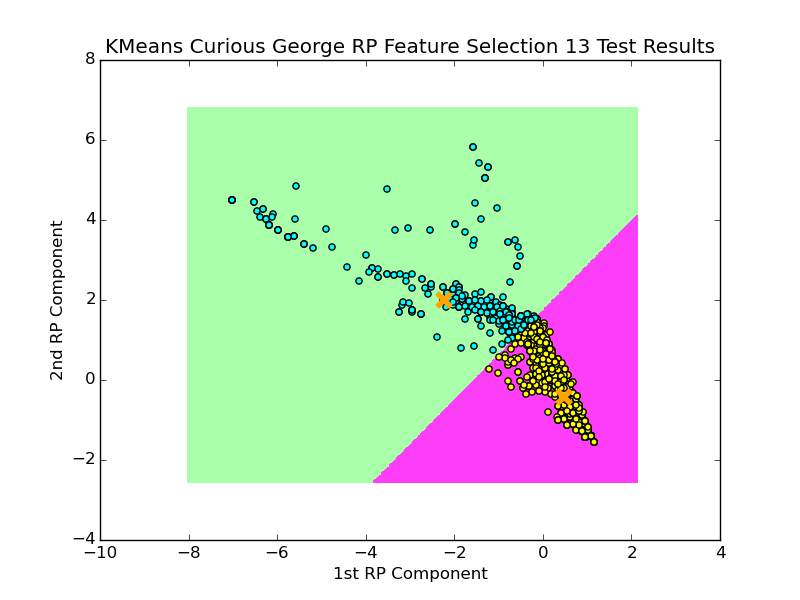 KMeans Curious George RP Feature Selection 13 Test Results
8
6
4
2
0
−2
−4
2nd RP Component
−10 −8 −6 −4 −2 0 2 4
1st RP Component